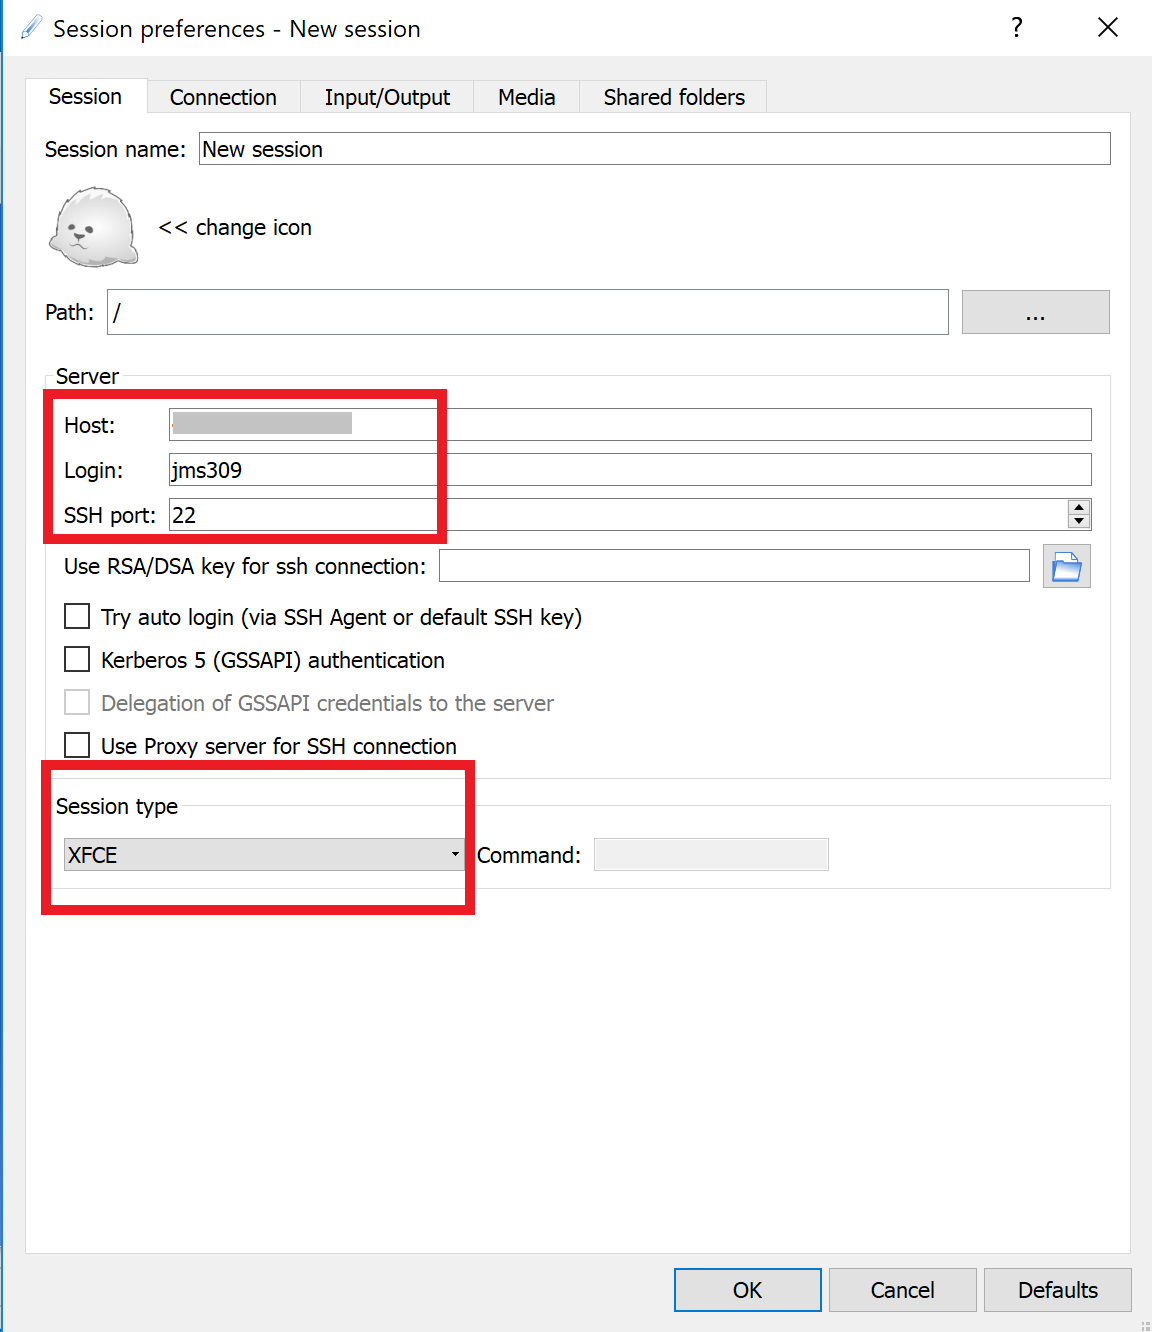 Session preferences - New session
?
Session
Connection
Input/Output
Media
Shared folders
Session name: New session
<< change icon
Path: / ...
Server
Host:
Login: jms309
SSH port: 22
Use RSA/DSA key for ssh connection:
Try auto login (via SSH Agent or default SSH key)
Kerberos 5 (GSSAPI) authentication
Delegation of GSSAPI credentials to the server
Use Proxy server for SSH connection
Session type
XFCE Command:
OK Cancel Defaults